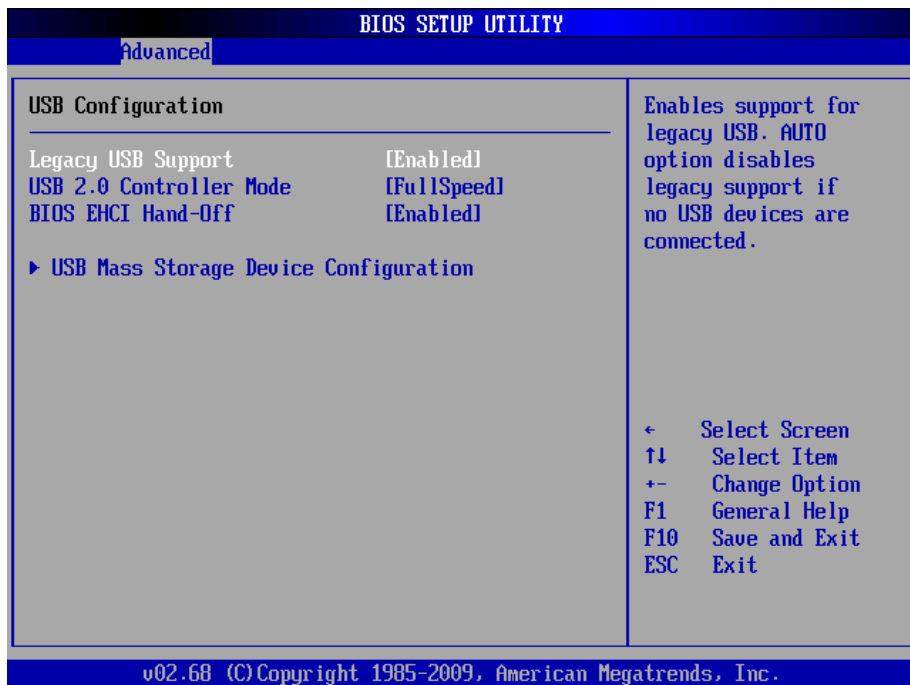 BIOS SETUP UTILITY
Advanced
USB Configuration
Legacy USB Support [Enabled]
USB 2.0 Controller Mode [FullSpeed]
BIOS EHCI Hand-Off [Enabled]
▶ USB Mass Storage Device Configuration
Enables support for
legacy USB. AUTO
option disables
legacy support if
no USB devices are
connected.
← Select Screen
↑↓ Select Item
+- Change Option
F1 General Help
F10 Save and Exit
ESC Exit
v02.68 (C)Copyright 1985-2009, American Megatrends, Inc.